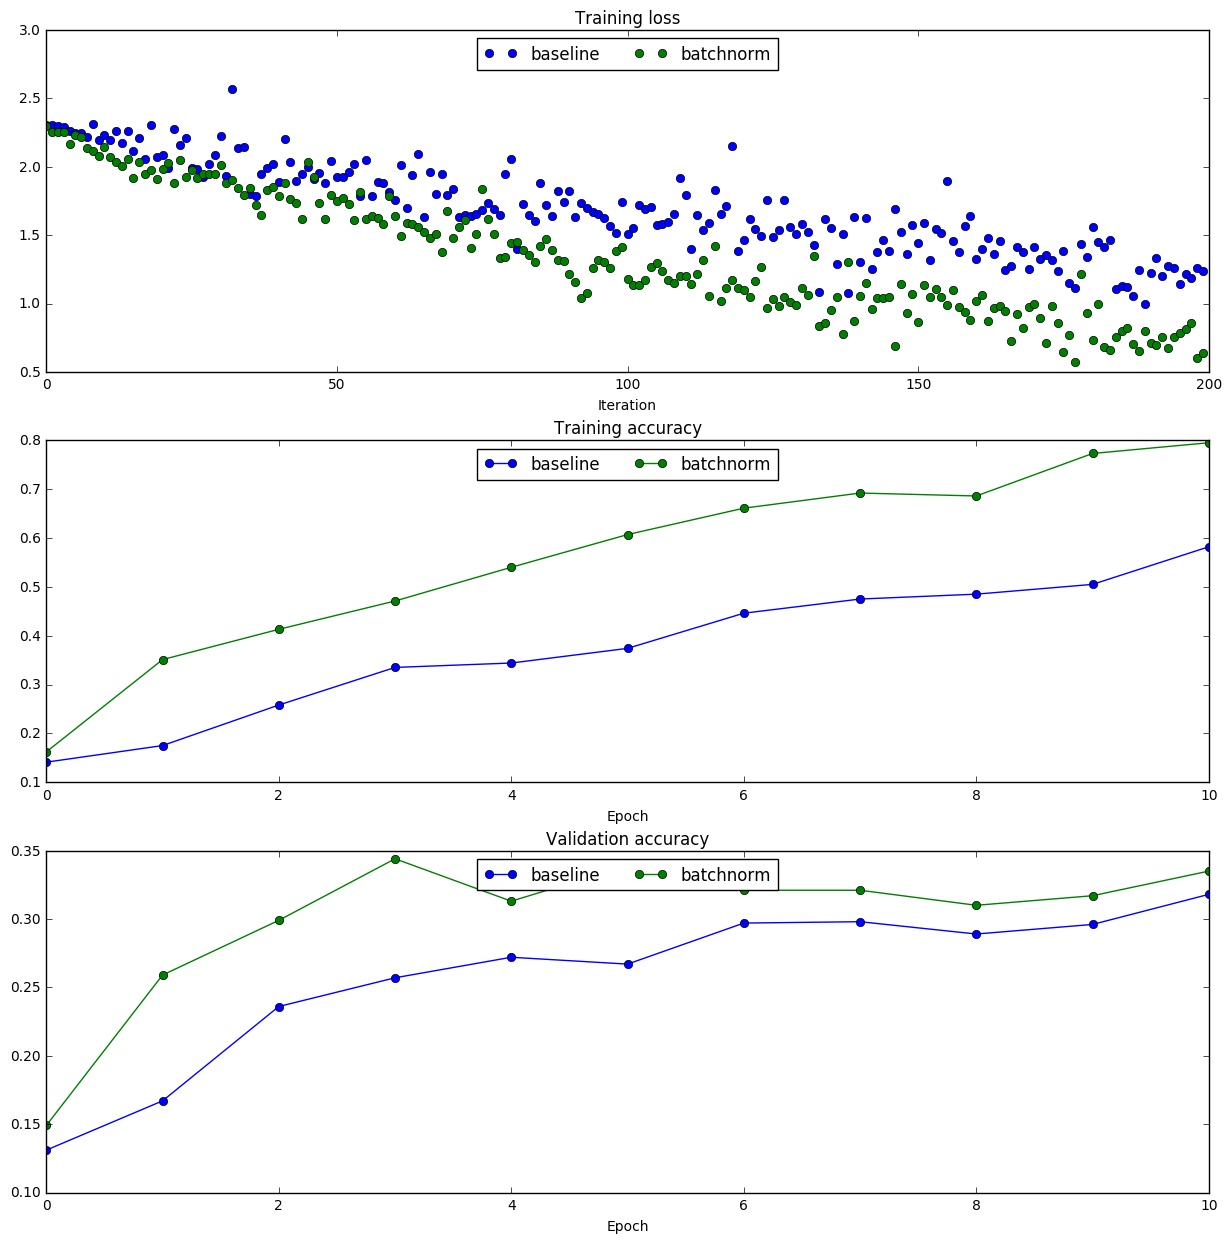 Training loss
3.0
baseline batchnorm
2.5
2.0
1.5
1.0
0.5
0 50 100 150 200
Iteration
Training accuracy
0.8
baseline batchnorm
0.7
0.6
0.5
0.4
0.3
0.2
0.1
0 2 4 6 8 10
Epoch
Validation accuracy
0.35
baseline batchnorm
0.30
0.25
0.20
0.15
0.10
0 2 4 6 8 10
Epoch